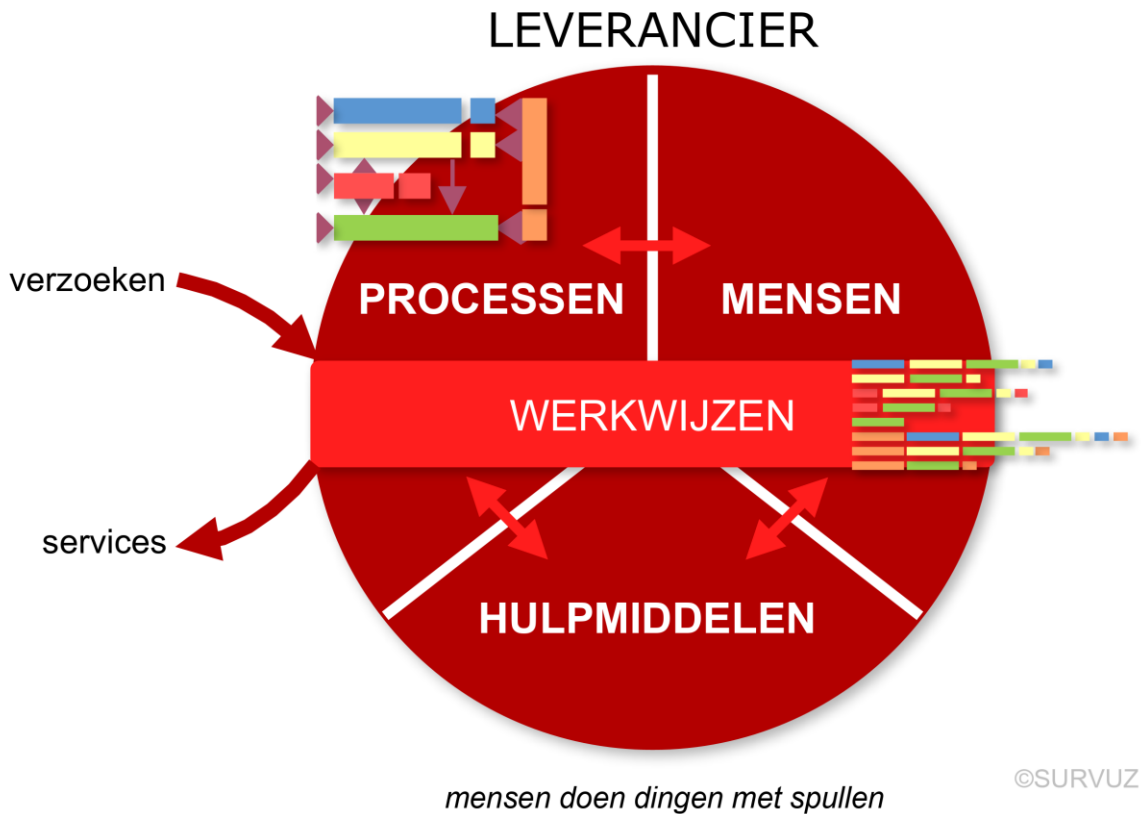 LEVERANCIER
verzoeken
PROCESSEN
MENSEN
WERKWIJZEN
services
HULPMIDDELEN
©SURVUZ
mensen doen dingen met spullen